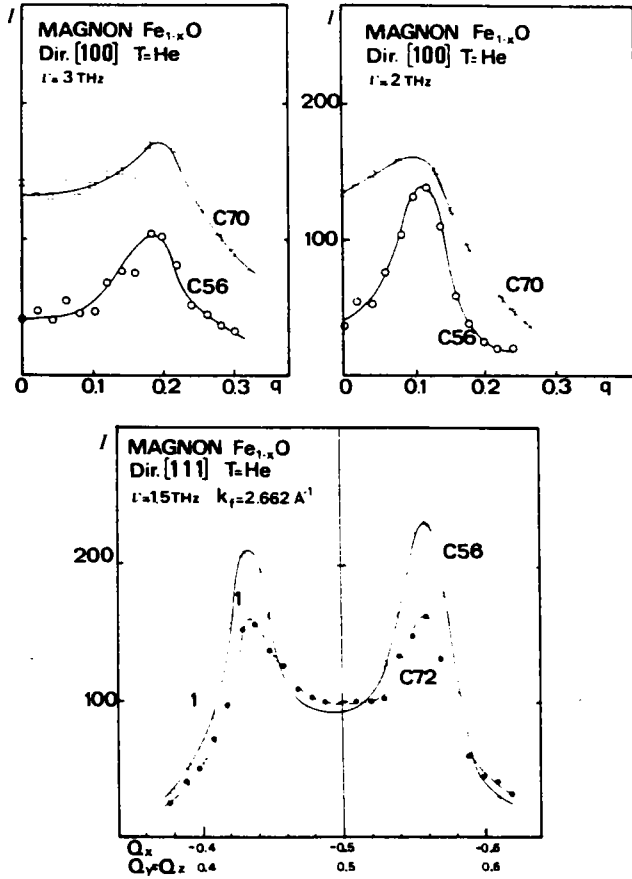 I
MAGNON Fe1-xO
Dir. [100] T=He
ν= 3 THz
C70
C56
0
0.1
0.2
0.3
q
I
MAGNON Fe1-xO
Dir. [100] T=He
ν= 2 THz
200
100
C70
C56
0
0.1
0.2
0.3
q
I
MAGNON Fe1-xO
Dir. [111] T=He
ν=1.5 THz kf=2.662 A-1
200
100
1
1
C56
C72
Qx -0.4 -0.5 -0.6
Qy=Qz 0.4 0.5 0.6